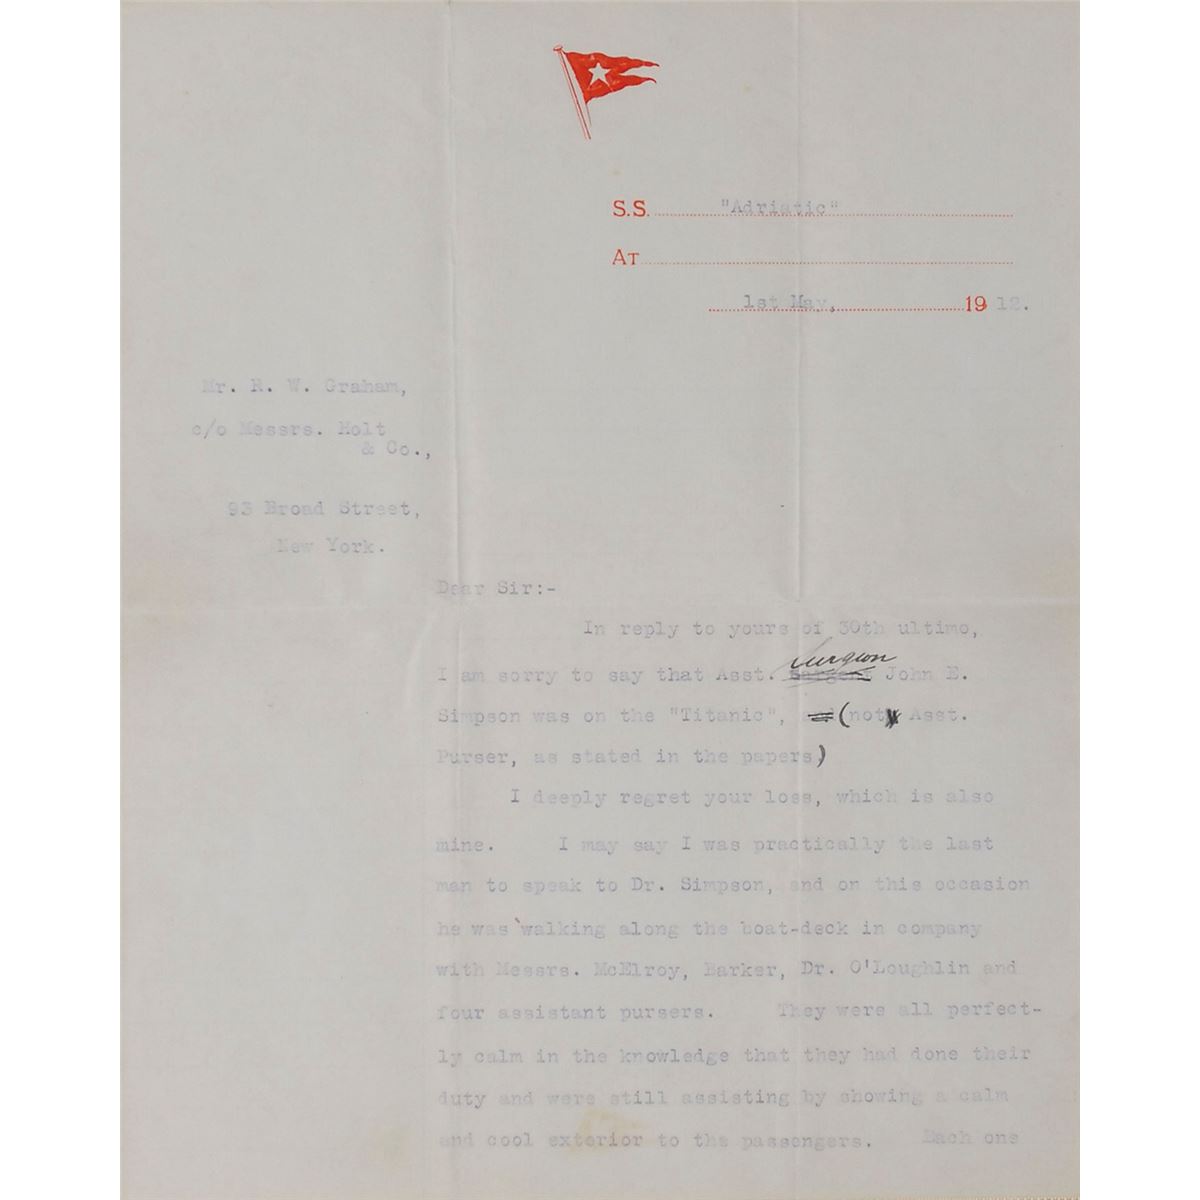 S.S. "Adriatic"
At
1st May, 1912.
Mr. R. W. Graham,
c/o Messrs. Holt
& Co.,
93 Broad Street,
New York.
Dear Sir:-
In reply to yours of 30th ultimo,
Surgeon
I am sorry to say that Asst. Sargent John E.
Simpson was on the "Titanic", and (not Asst.
Purser, as stated in the papers)
I deeply regret your loss, which is also
mine. I may say I was practically the last
man to speak to Dr. Simpson, and on this occasion
he was walking along the boat-deck in company
with Messrs. McElroy, Barker, Dr. O'Loughlin and
four assistant pursers. They were all perfect-
ly calm in the knowledge that they had done their
duty and were still assisting by showing a calm
and cool exterior to the passengers. Each one